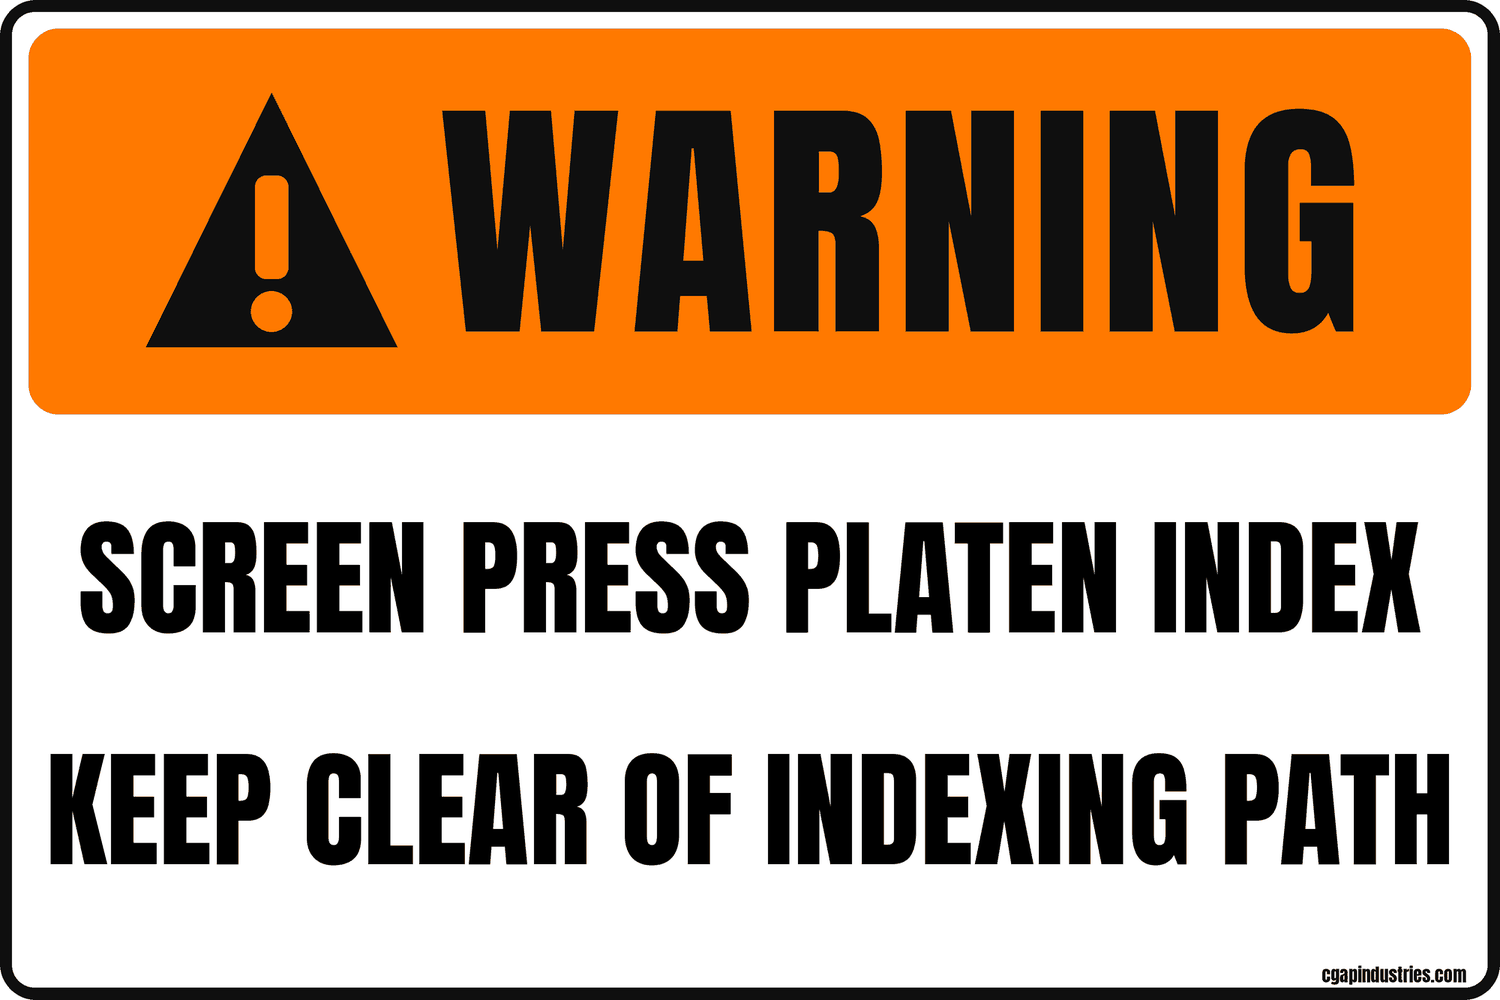 WARNING
SCREEN PRESS PLATEN INDEX
KEEP CLEAR OF INDEXING PATH
cgapindustries.com